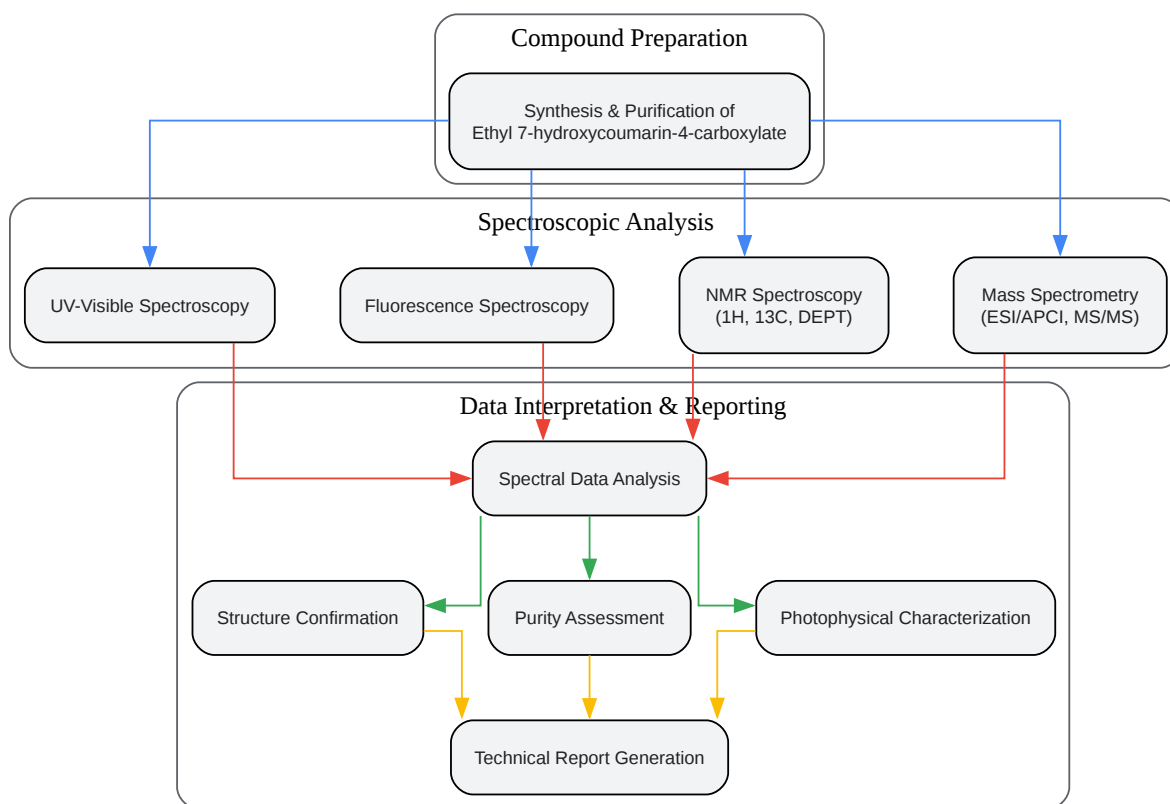 Compound Preparation
Synthesis & Purification of
Ethyl 7-hydroxycoumarin-4-carboxylate
Spectroscopic Analysis
UV-Visible Spectroscopy
Fluorescence Spectroscopy
NMR Spectroscopy
(1H, 13C, DEPT)
Mass Spectrometry
(ESI/APCI, MS/MS)
Data Interpretation & Reporting
Spectral Data Analysis
Structure Confirmation
Purity Assessment
Photophysical Characterization
Technical Report Generation